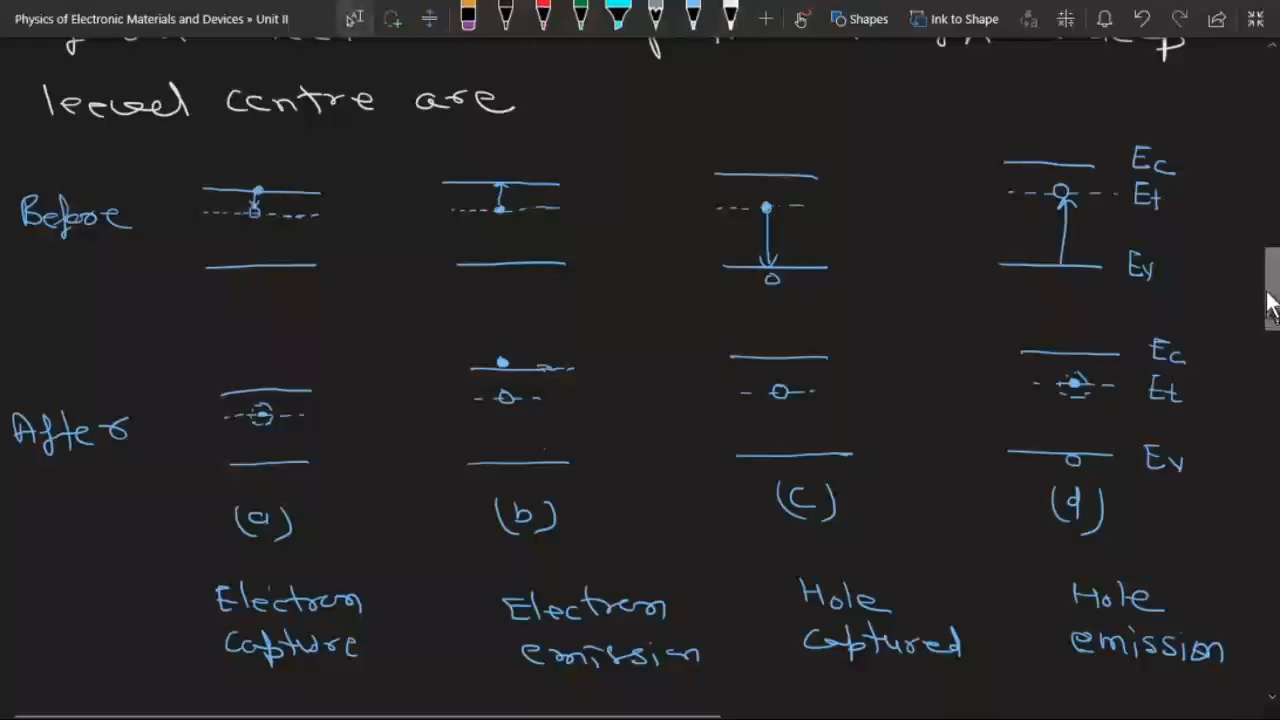 Physics of Electronic Materials and Devices » Unit II
Shapes
Ink to Shape
leevel centre are
Before
Ec
Et
Ev
After
Ec
Et
Ev
(a) (b) (c) (d)
Electron Electron Hole Hole
capture emission captured emission